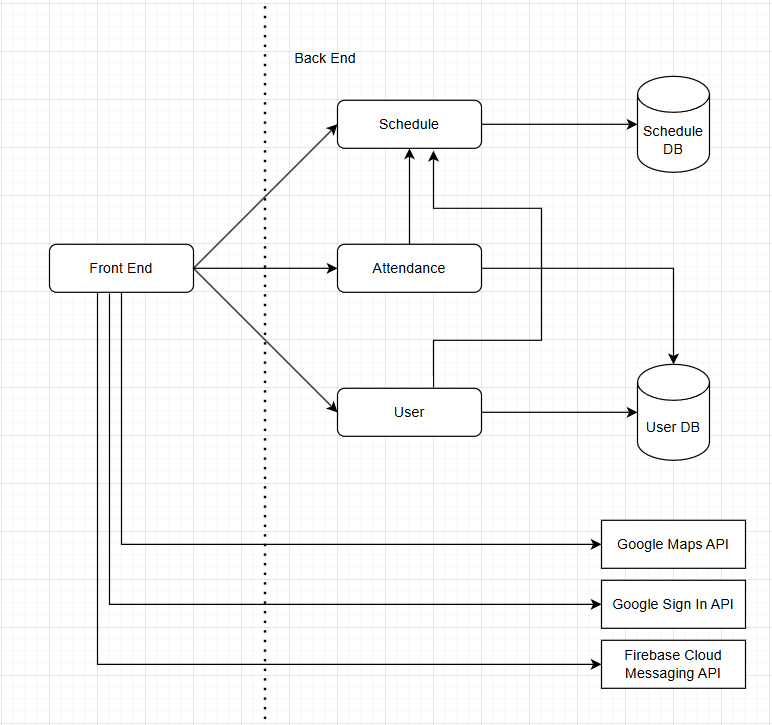 Back End
Schedule
Schedule
DB
Front End
Attendance
User
User DB
Google Maps API
Google Sign In API
Firebase Cloud
Messaging API